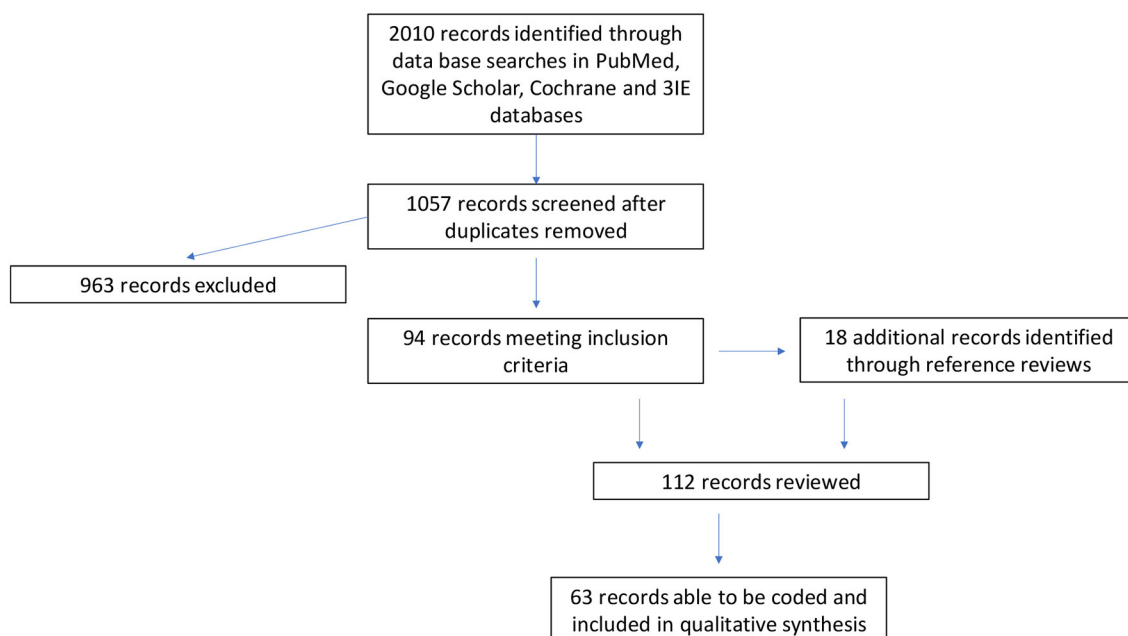 2010 records identified through
data base searches in PubMed,
Google Scholar, Cochrane and 3IE
databases
1057 records screened after
duplicates removed
963 records excluded
94 records meeting inclusion
criteria
18 additional records identified
through reference reviews
112 records reviewed
63 records able to be coded and
included in qualitative synthesis